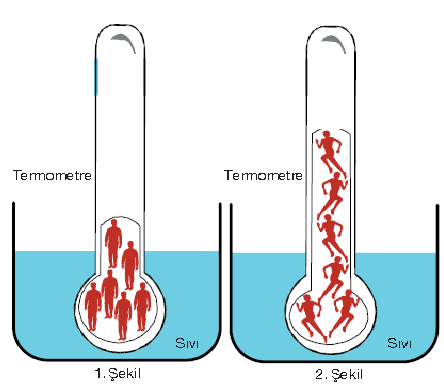 Termometre
Termometre
Sıvı
Sıvı
1. Şekil
2. Şekil